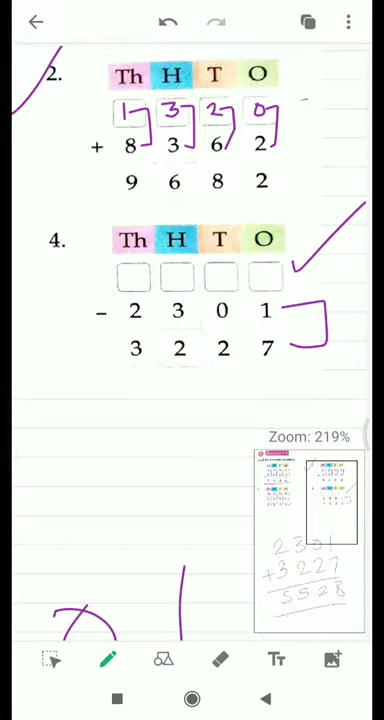 2.
Th H T O
1 3 2 0
+ 8 3 6 2
9 6 8 2
4.
Th H T O
- 2 3 0 1
3 2 2 7
Zoom: 219%
2301
+3227
5528
TT